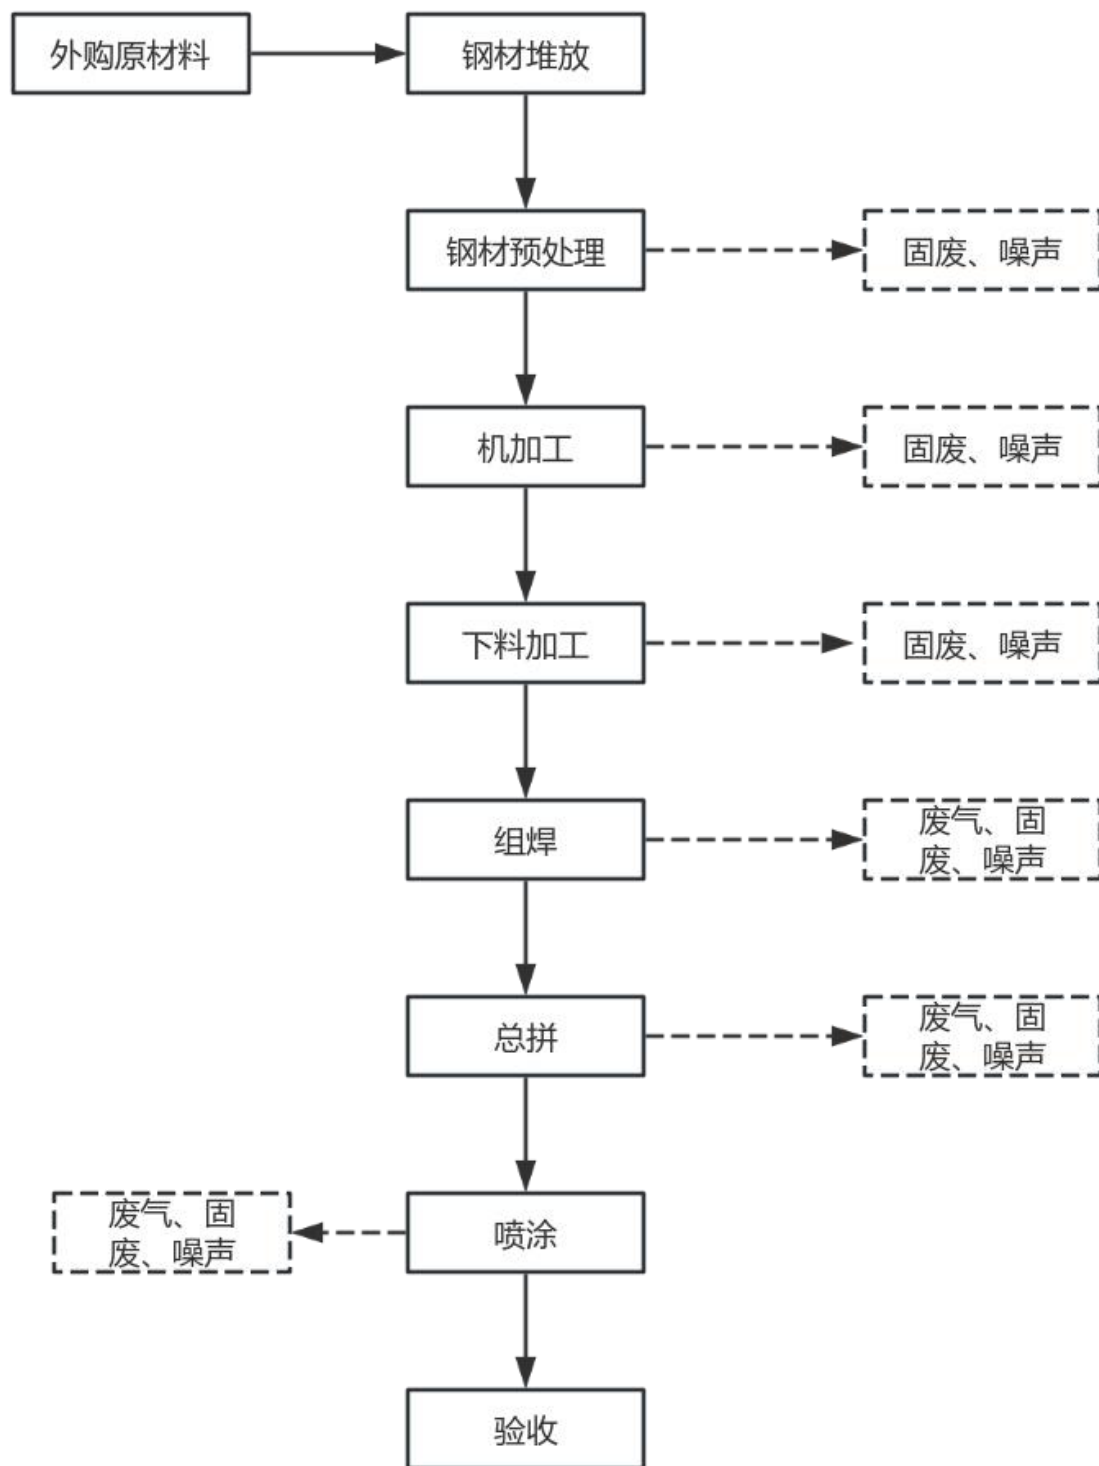 外购原材料
钢材堆放
钢材预处理
固废、噪声
机加工
固废、噪声
下料加工
固废、噪声
组焊
废气、固
废、噪声
总拼
废气、固
废、噪声
废气、固
废、噪声
喷涂
验收